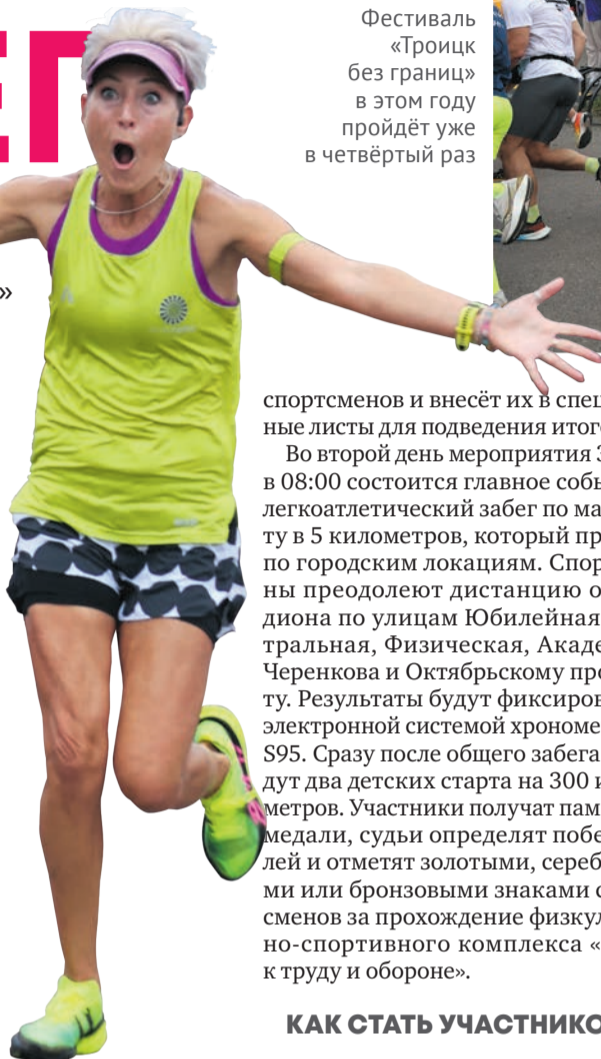 ЕГ
Фестиваль
«Троицк
без границ»
в этом году
пройдёт уже
в четвёртый раз
»
спортсменов и внесёт их в спец
ные листы для подведения итог
Во второй день мероприятия
в 08:00 состоится главное собы
легкоатлетический забег по ма
ту в 5 километров, который пр
по городским локациям. Спор
ны преодолеют дистанцию о
диона по улицам Юбилейная
тральная, Физическая, Акаде
Черенкова и Октябрьскому про
ту. Результаты будут фиксиров
электронной системой хрономе
S95. Сразу после общего забега
дут два детских старта на 300 и
метров. Участники получат пам
медали, судьи определят побе
лей и отметят золотыми, сереб
ми или бронзовыми знаками с
сменов за прохождение физкул
но-спортивного комплекса «
к труду и обороне».
КАК СТАТЬ УЧАСТНИКО